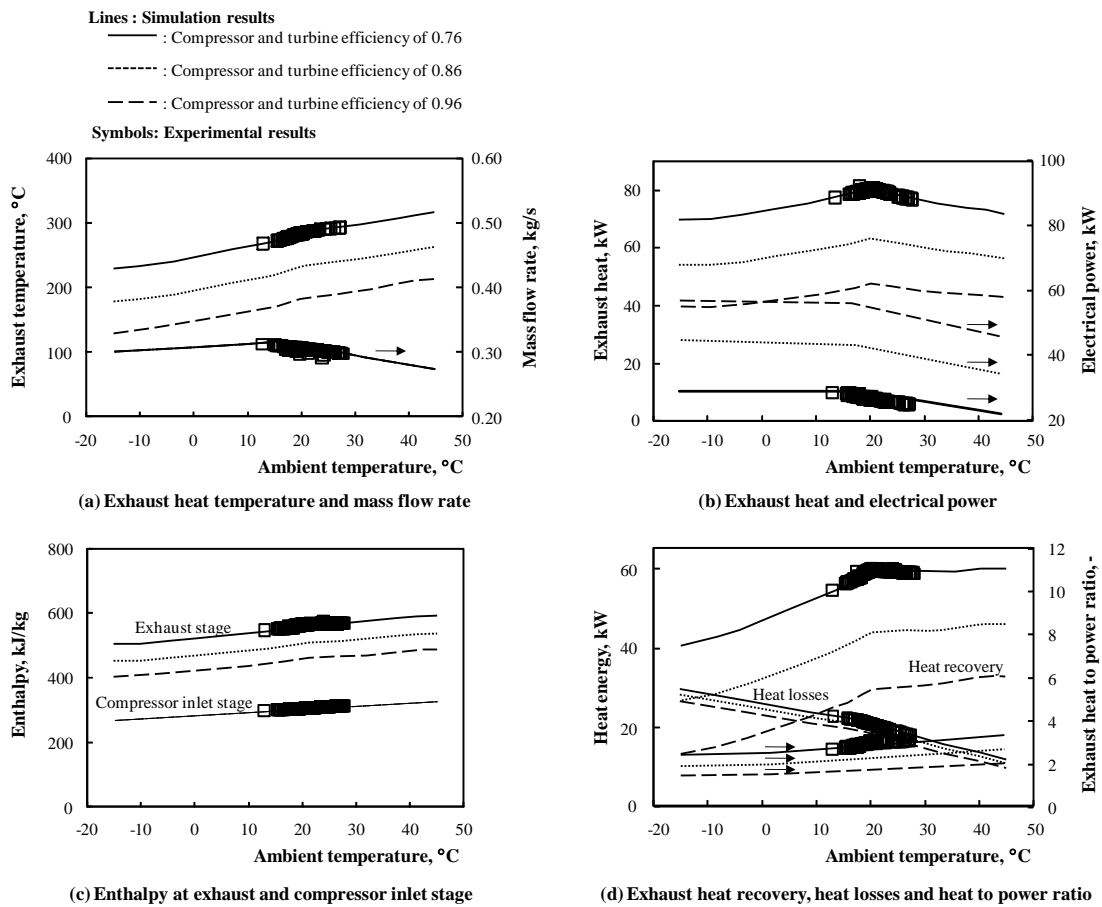 Lines : Simulation results
: Compressor and turbine efficiency of 0.76
: Compressor and turbine efficiency of 0.86
: Compressor and turbine efficiency of 0.96
Symbols: Experimental results
400
300
200
100
0
Exhaust temperature, °C
0.60
0.50
0.40
0.30
0.20
Mass flow rate, kg/s
-20 -10 0 10 20 30 40 50
Ambient temperature, °C
(a) Exhaust heat temperature and mass flow rate
80
60
40
20
0
Exhaust heat, kW
100
90
80
70
60
50
40
30
20
Electrical power, kW
-20 -10 0 10 20 30 40 50
Ambient temperature, °C
(b) Exhaust heat and electrical power
800
600
400
200
0
Enthalpy, kJ/kg
Exhaust stage
Compressor inlet stage
-20 -10 0 10 20 30 40 50
Ambient temperature, °C
(c) Enthalpy at exhaust and compressor inlet stage
60
40
20
0
Heat energy, kW
Heat recovery
Heat losses
12
10
8
6
4
2
0
Exhaust heat to power ratio, -
-20 -10 0 10 20 30 40 50
Ambient temperature, °C
(d) Exhaust heat recovery, heat losses and heat to power ratio